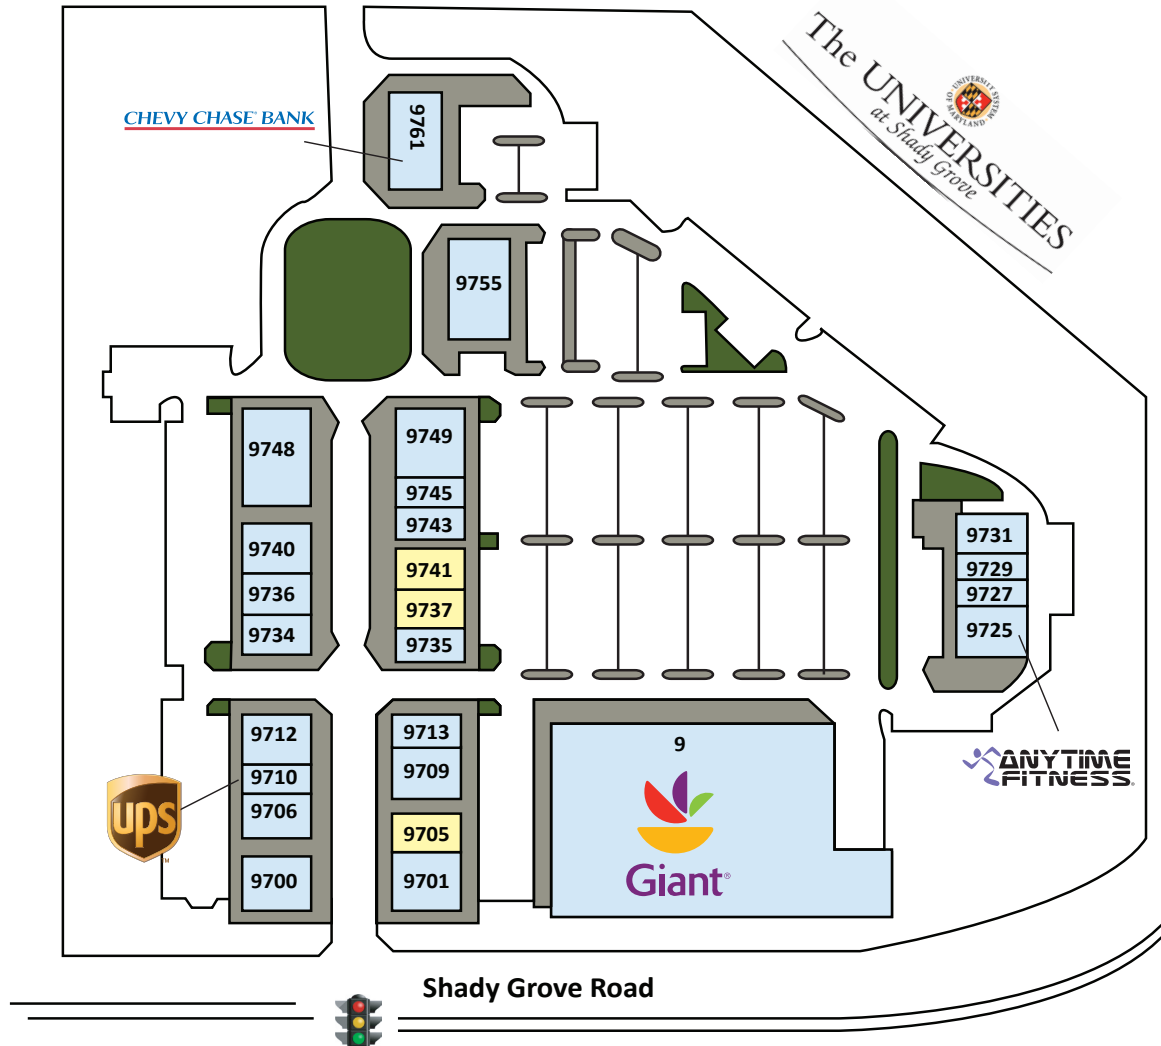 The UNIVERSITIES
at Shady Grove
UNIVERSITY SYSTEM
OF MARYLAND
CHEVY CHASE BANK
9761
9755
9748
9740
9736
9734
9749
9745
9743
9741
9737
9735
9731
9729
9727
9725
ANYTIME
FITNESS®
9712
9710
9706
9700
ups
TM
9713
9709
9705
9701
9
Giant®
Shady Grove Road